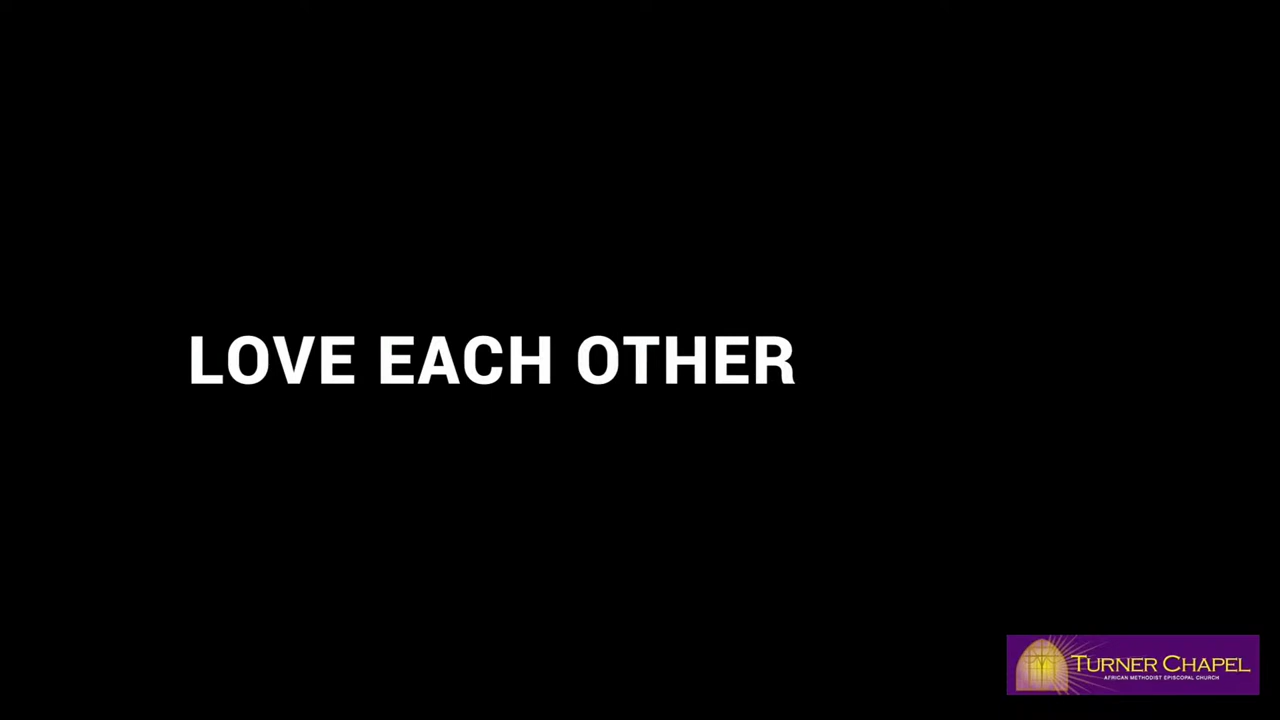 LOVE EACH OTHER
TURNER CHAPEL
AFRICAN METHODIST EPISCOPAL CHURCH